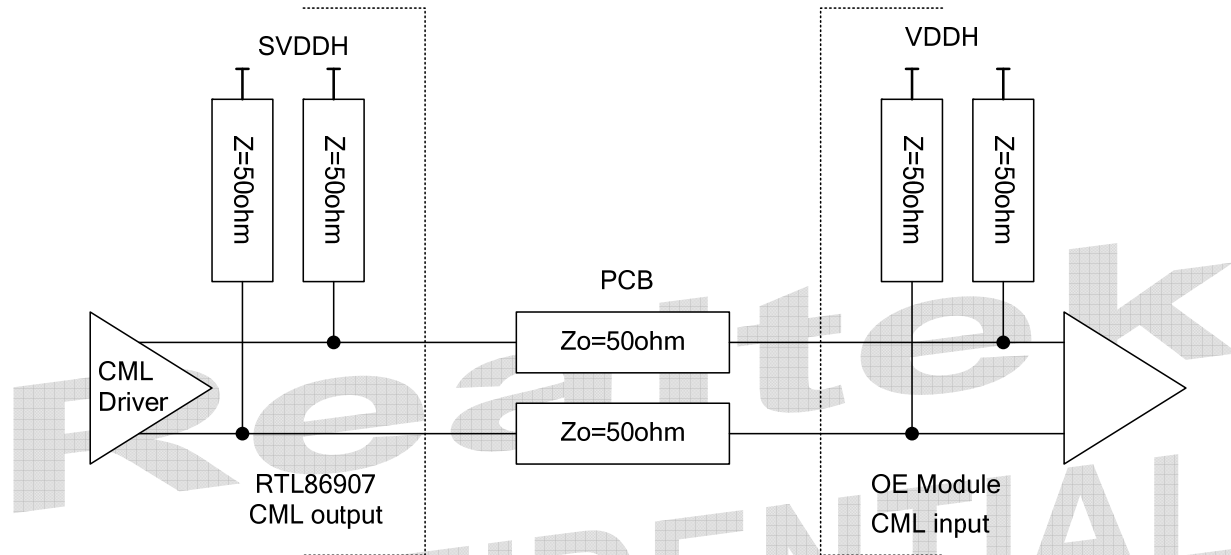 SVDDH
VDDH
Z=50ohm
Z=50ohm
Z=50ohm
Z=50ohm
PCB
Zo=50ohm
CML
Driver
Zo=50ohm
RTL86907
CML output
OE Module
CML input
Realtek
FIDENTIAL